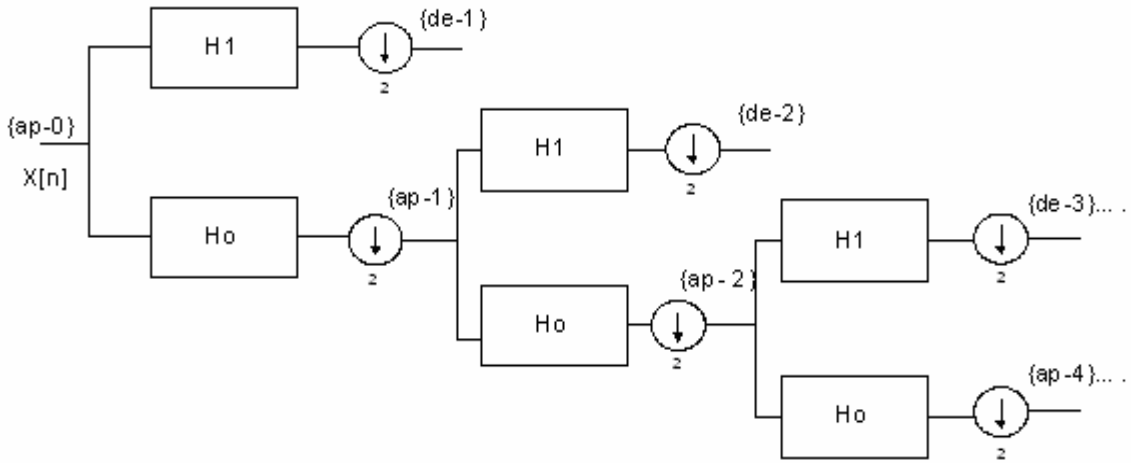 {de-1}
H1
2
{ap-0}
X[n]
{de-2}
H1
2
{ap-1}
Ho
2
{de-3}... .
H1
2
{ap-2}
Ho
2
{ap-4}... .
Ho
2